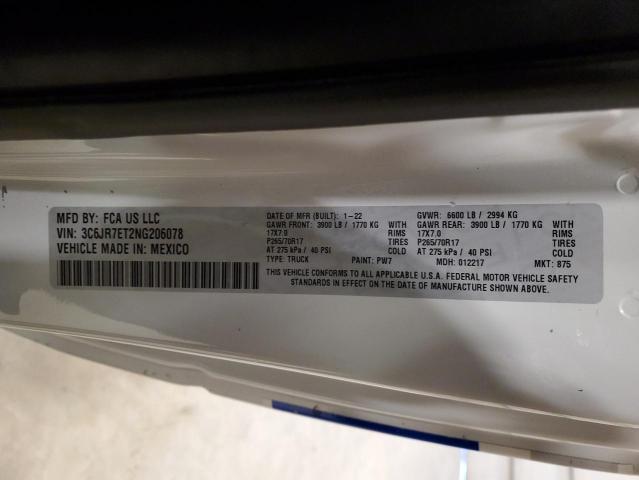 MFD BY: FCA US LLC
VIN: 3C6JR7ET2NG206078
VEHICLE MADE IN: MEXICO
DATE OF MFR (BUILT): 1-22
GAWR FRONT: 3900 LB / 1770 KG WITH
17X7.0 RIMS
P265/70R17 TIRES
AT 275 kPa / 40 PSI COLD
TYPE: TRUCK PAINT: PW7
GVWR: 6600 LB / 2994 KG
GAWR REAR: 3900 LB / 1770 KG WITH
17X7.0 RIMS
P265/70R17 TIRES
AT 275 kPa / 40 PSI COLD
MDH: 012217 MKT: 875
THIS VEHICLE CONFORMS TO ALL APPLICABLE U.S.A. FEDERAL MOTOR VEHICLE SAFETY
STANDARDS IN EFFECT ON THE DATE OF MANUFACTURE SHOWN ABOVE.